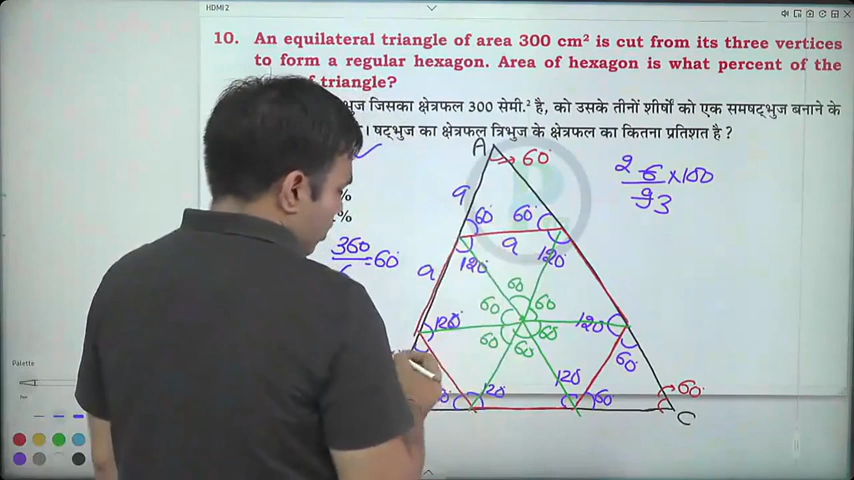 HDMI 2
10. An equilateral triangle of area 300 cm² is cut from its three vertices
to form a regular hexagon. Area of hexagon is what percent of the
of triangle?
भुज जिसका क्षेत्रफल 300 सेमी.² है, को उसके तीनों शीर्षों को एक समषट्भुज बनाने के
। षट्भुज का क्षेत्रफल त्रिभुज के क्षेत्रफल का कितना प्रतिशत है ?
%
%
A 60°
2 6/9 3 × 100
a
60° 60°
a
360/6 = 60°
a
120° 120°
60
60 60
120° 120°
60 60
60
60°
120° 120 60°
60°
C
Palette